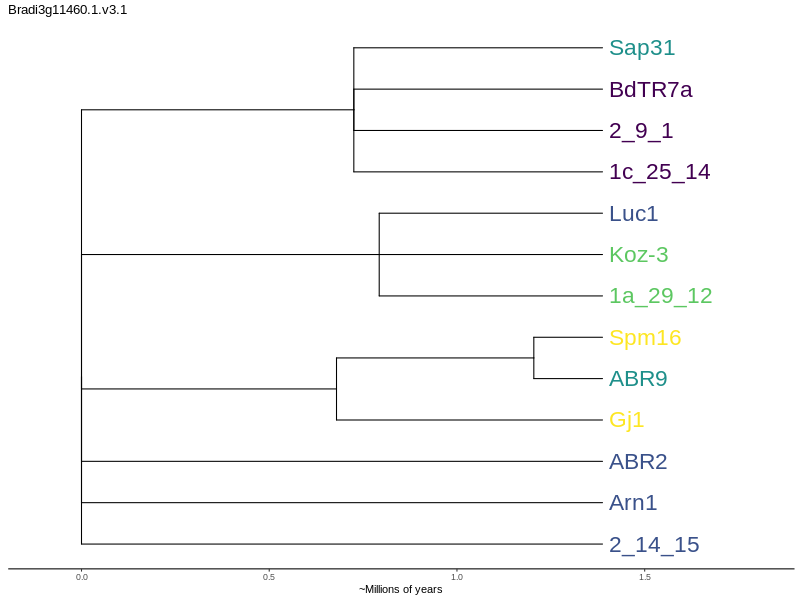 Bradi3g11460.1.v3.1
Sap31
BdTR7a
2_9_1
1c_25_14
Luc1
Koz-3
1a_29_12
Spm16
ABR9
Gj1
ABR2
Arn1
2_14_15
0.0 0.5 1.0 1.5
~Millions of years